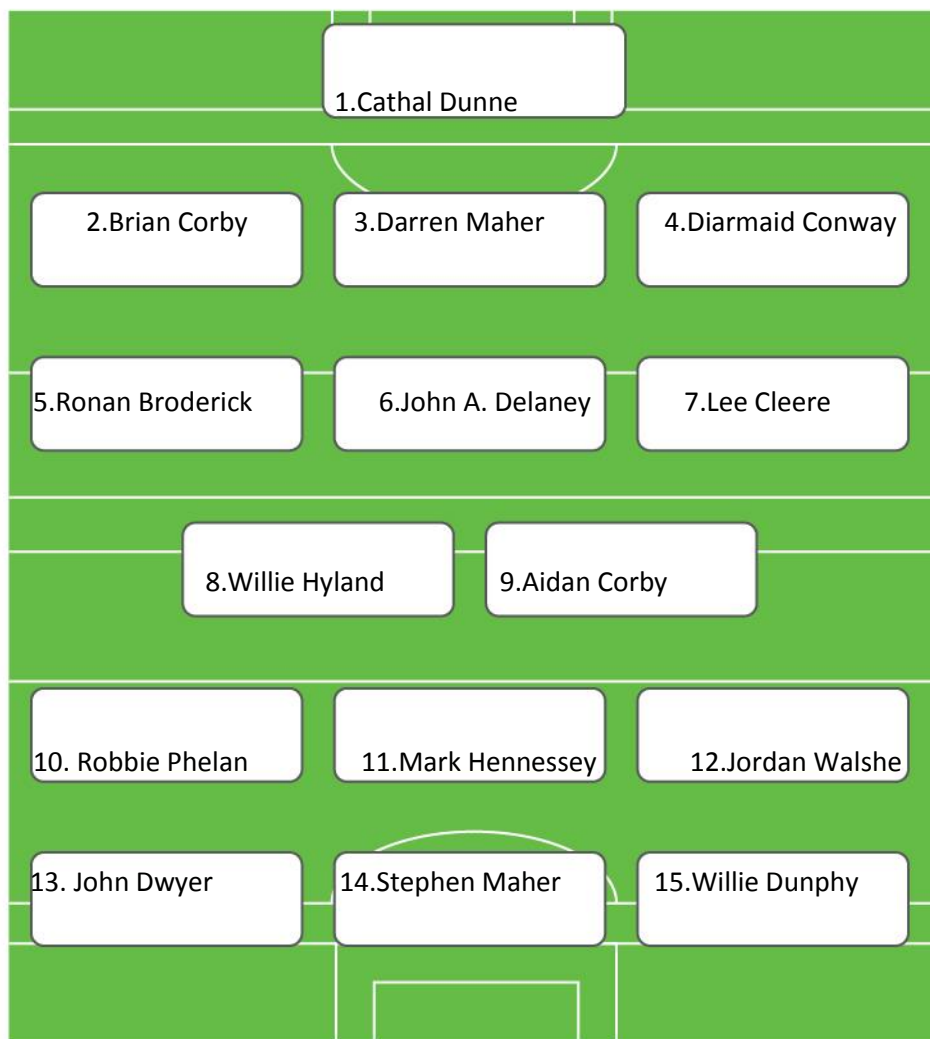 1.Cathal Dunne
2.Brian Corby
3.Darren Maher
4.Diarmaid Conway
5.Ronan Broderick
6.John A. Delaney
7.Lee Cleere
8.Willie Hyland
9.Aidan Corby
10. Robbie Phelan
11.Mark Hennessey
12.Jordan Walshe
13. John Dwyer
14.Stephen Maher
15.Willie Dunphy